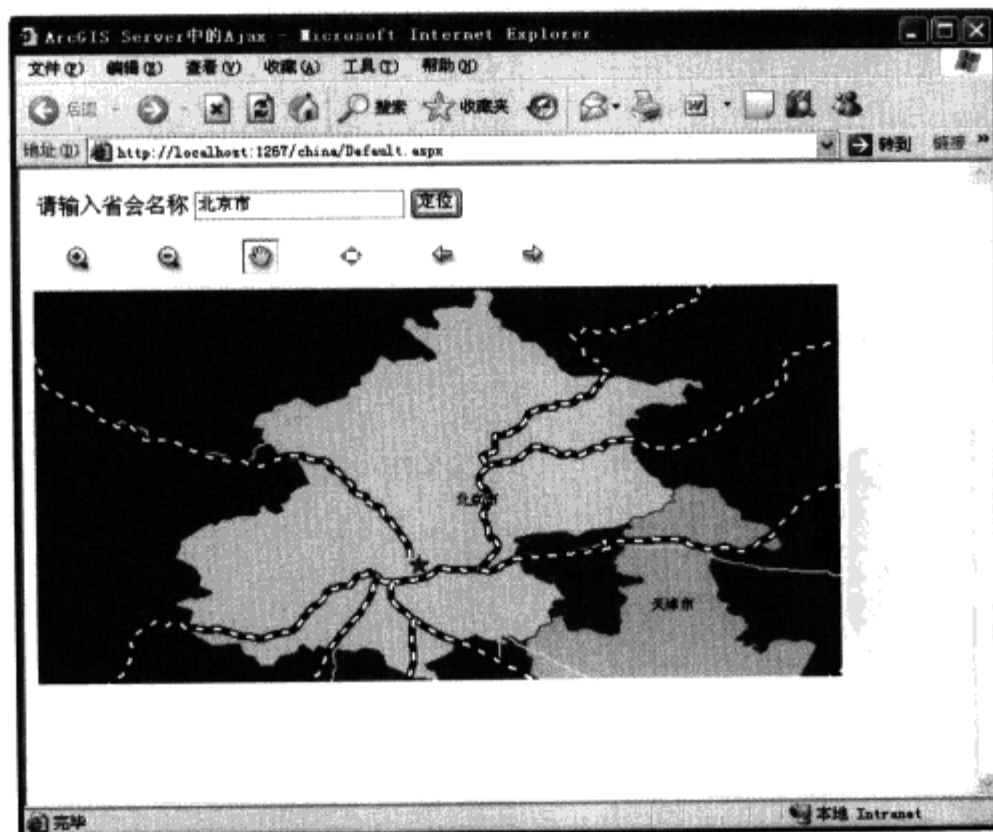 ArcGIS Server中的Ajax - Microsoft Internet Explorer
文件(F) 编辑(E) 查看(V) 收藏(A) 工具(T) 帮助(H)
后退 搜索 收藏夹
地址(D) http://localhost:1267/china/Default.aspx 转到 链接 »
请输入省会名称 北京市 定位
北京市
天津市
完毕 本地 Intranet